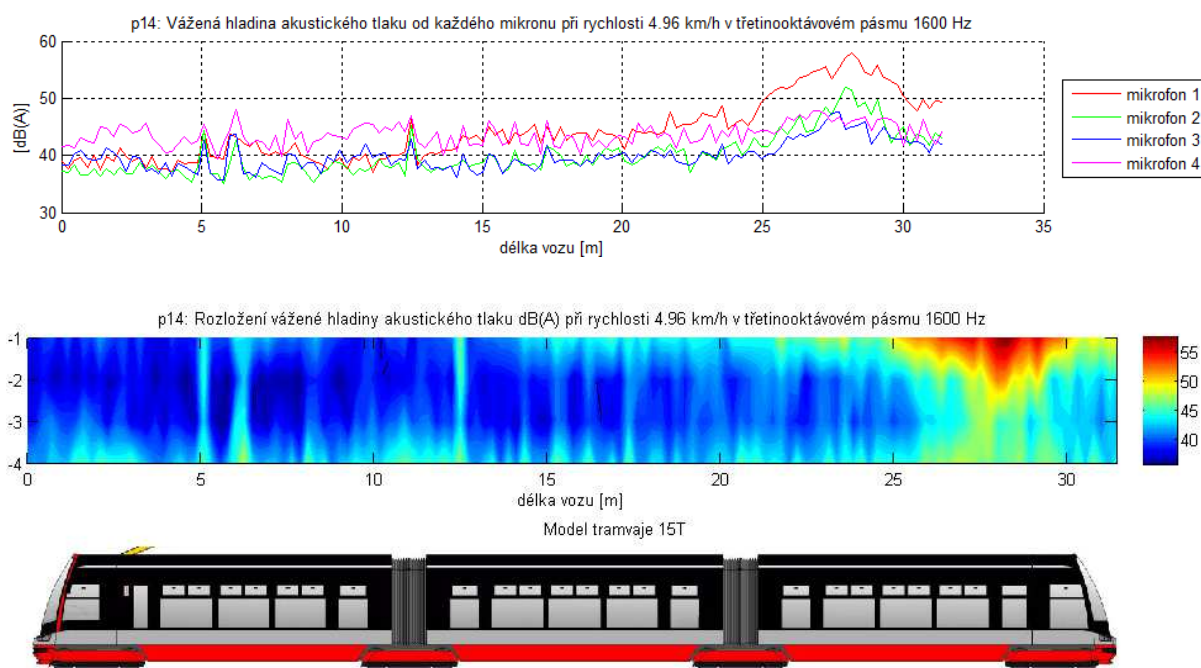 p14: Vážená hladina akustického tlaku od každého mikronu při rychlosti 4.96 km/h v třetinooktávovém pásmu 1600 Hz
60
50
40
30
[dB(A)]
0 5 10 15 20 25 30 35
délka vozu [m]
mikrofon 1
mikrofon 2
mikrofon 3
mikrofon 4
p14: Rozložení vážené hladiny akustického tlaku dB(A) při rychlosti 4.96 km/h v třetinooktávovém pásmu 1600 Hz
-1
-2
-3
-4
0 5 10 15 20 25 30
55
50
45
40
délka vozu [m]
Model tramvaje 15T